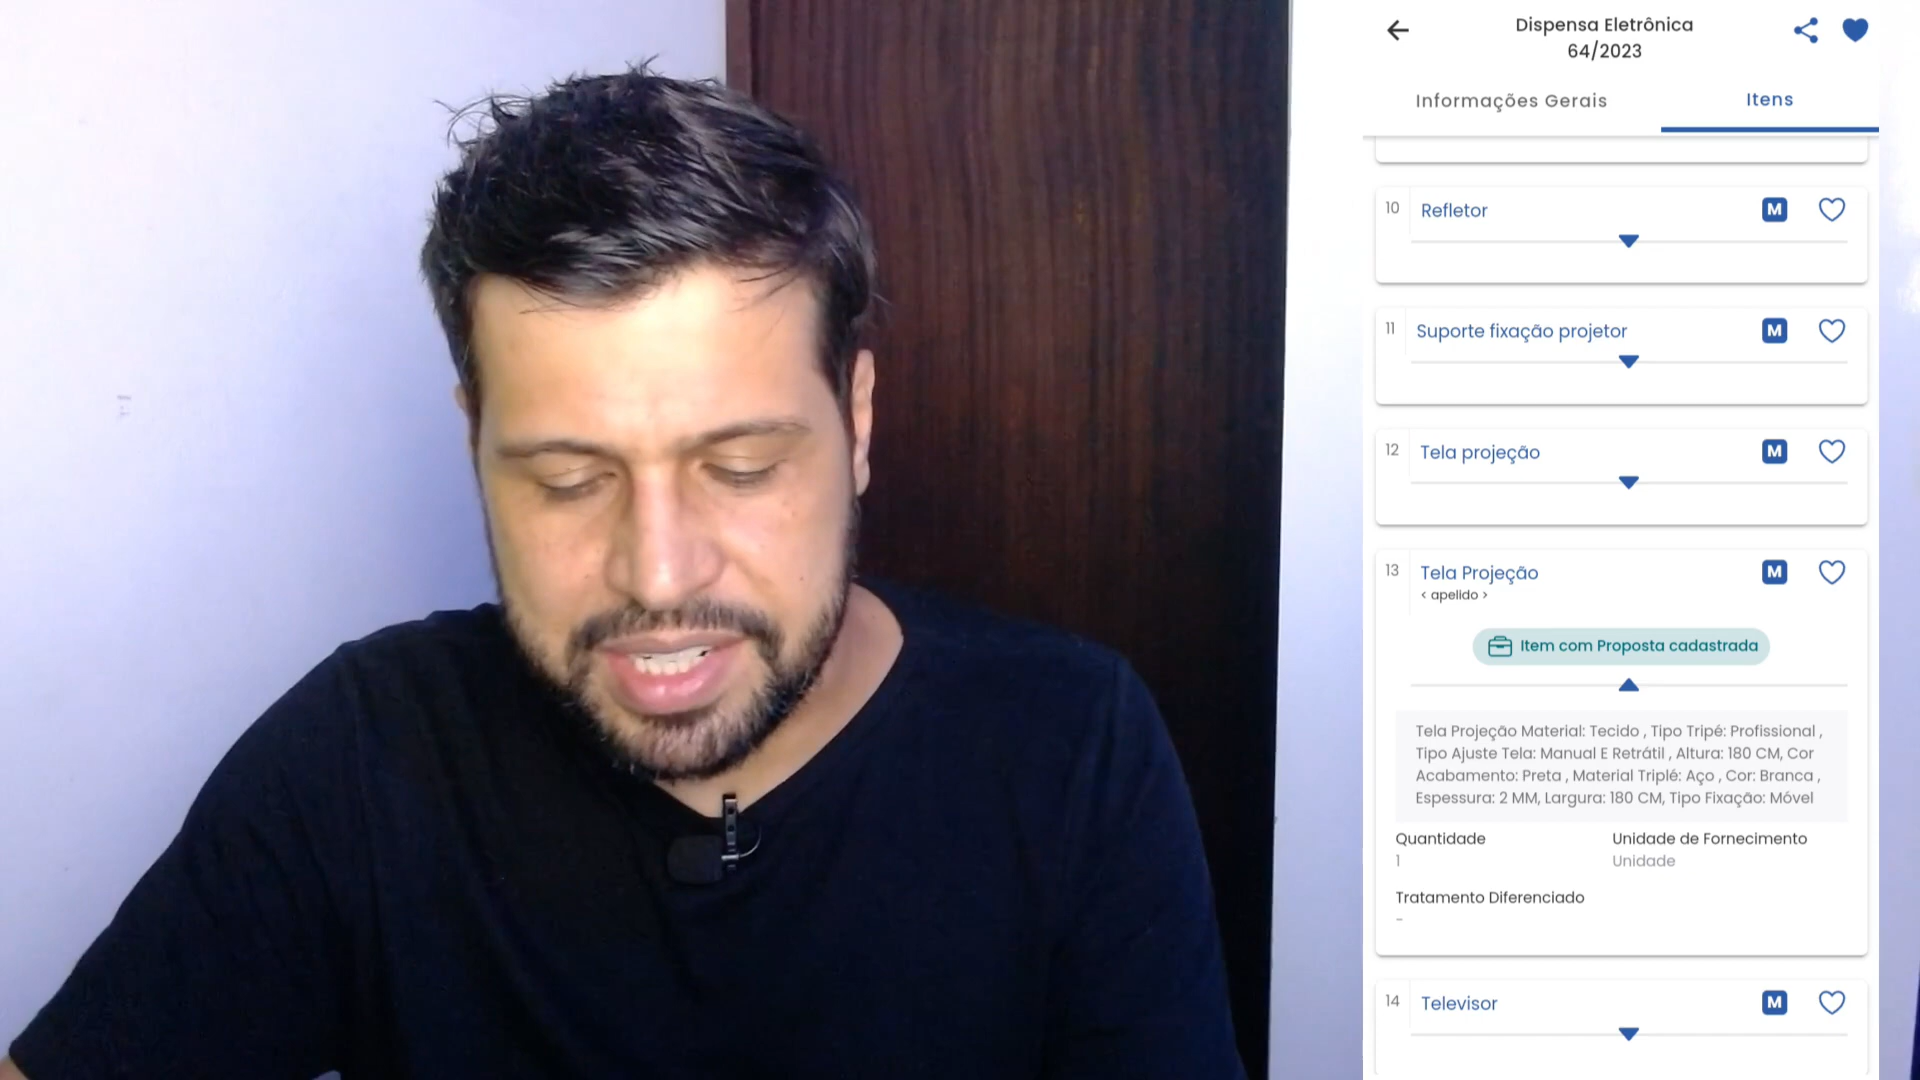 Dispensa Eletrônica
64/2023
Informações Gerais
Itens
10
Refletor
M
11
Suporte fixação projetor
M
12
Tela projeção
M
13
Tela Projeção
M
< apelido >
Item com Proposta cadastrada
Tela Projeção Material: Tecido , Tipo Tripé: Profissional ,
Tipo Ajuste Tela: Manual E Retrátil , Altura: 180 CM, Cor
Acabamento: Preta , Material Triplé: Aço , Cor: Branca ,
Espessura: 2 MM, Largura: 180 CM, Tipo Fixação: Móvel
Quantidade
Unidade de Fornecimento
1
Unidade
Tratamento Diferenciado
-
14
Televisor
M